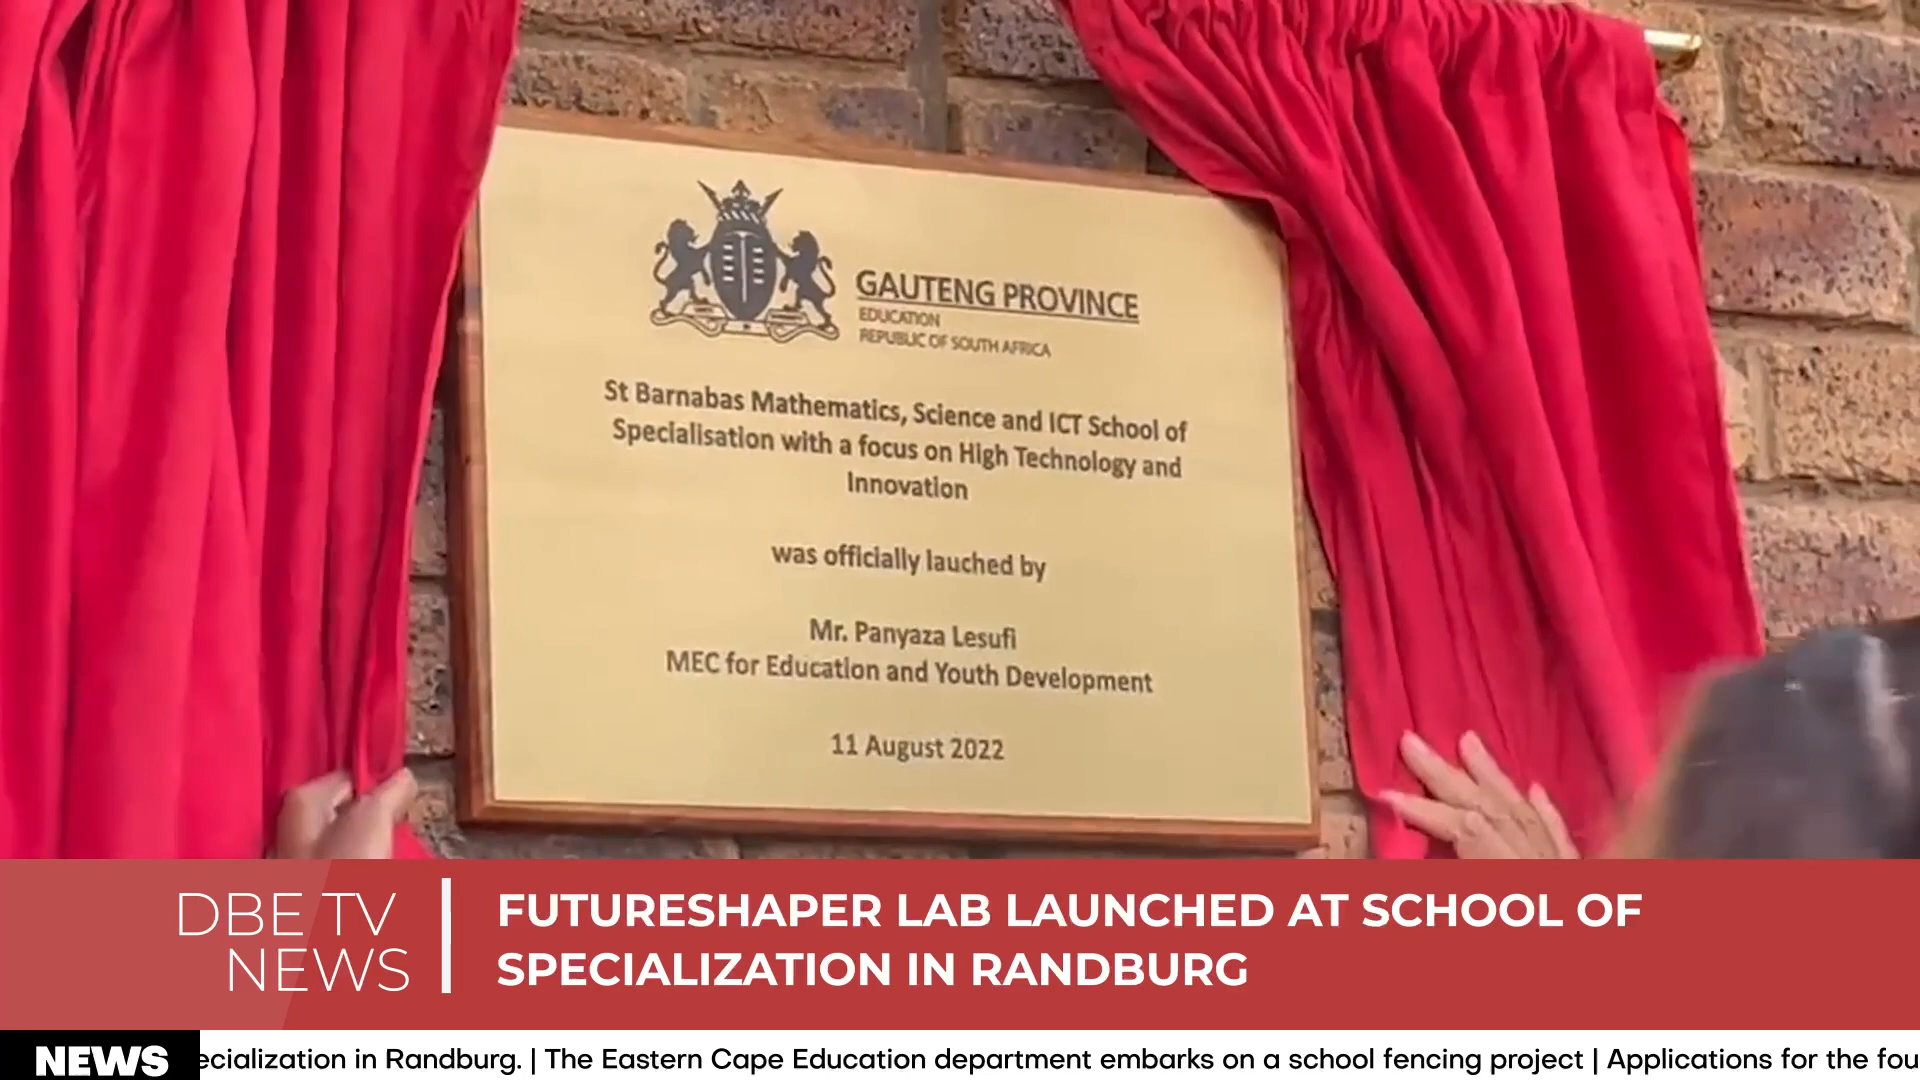 GAUTENG PROVINCE
EDUCATION
REPUBLIC OF SOUTH AFRICA
St Barnabas Mathematics, Science and ICT School of
Specialisation with a focus on High Technology and
Innovation
was officially lauched by
Mr. Panyaza Lesufi
MEC for Education and Youth Development
11 August 2022
DBE TV
NEWS
FUTURESHAPER LAB LAUNCHED AT SCHOOL OF
SPECIALIZATION IN RANDBURG
NEWS
ecialization in Randburg. | The Eastern Cape Education department embarks on a school fencing project | Applications for the fou